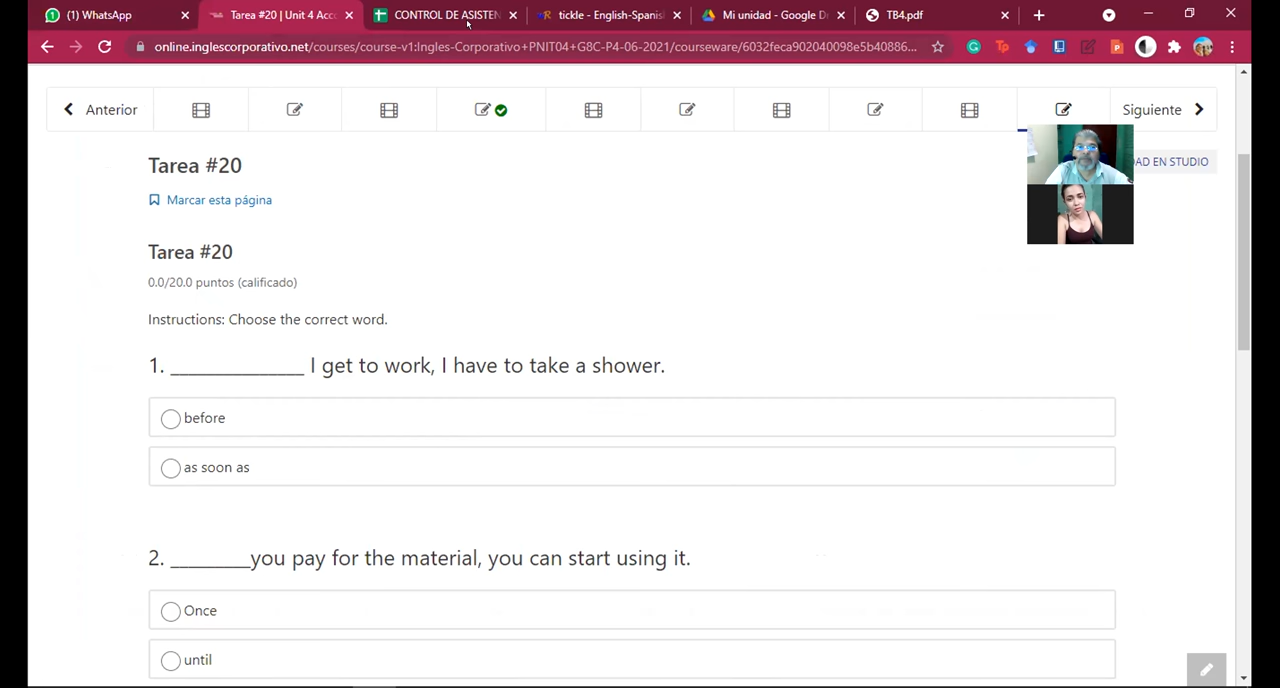 (1) WhatsApp
Tarea #20 | Unit 4 Acco
CONTROL DE ASISTEN
tickle - English-Spanis
Mi unidad - Google Dr
TB4.pdf
online.inglescorporativo.net/courses/course-v1:Ingles-Corporativo+PNIT04+G8C-P4-06-2021/courseware/6032feca902040098e5b40886...
Anterior
Siguiente
Tarea #20
DAD EN STUDIO
Marcar esta página
Tarea #20
0.0/20.0 puntos (calificado)
Instructions: Choose the correct word.
1. ______________ I get to work, I have to take a shower.
before
as soon as
2. ________you pay for the material, you can start using it.
Once
until